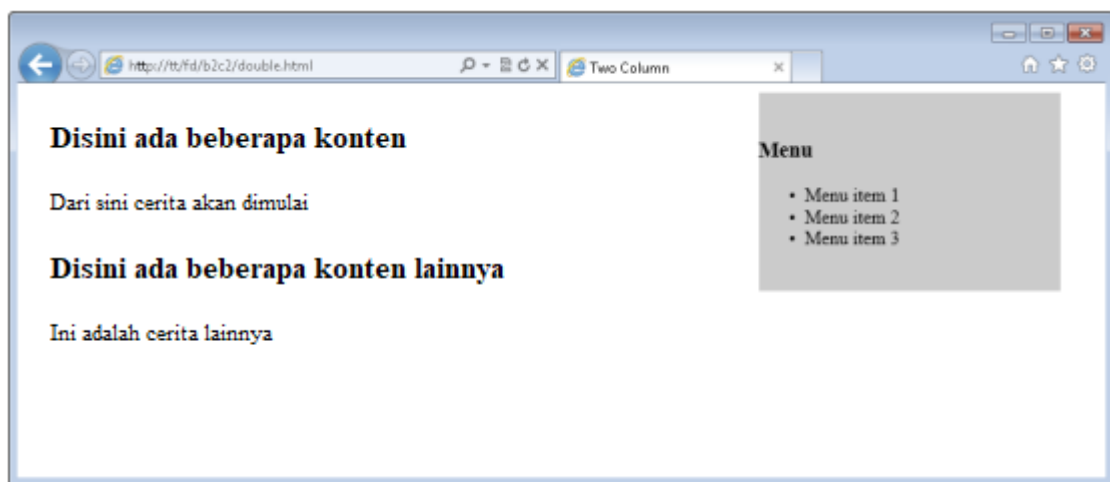 http://tt/fd/b2c2/double.html
Two Column
Disini ada beberapa konten
Dari sini cerita akan dimulai
Disini ada beberapa konten lainnya
Ini adalah cerita lainnya
Menu
• Menu item 1
• Menu item 2
• Menu item 3